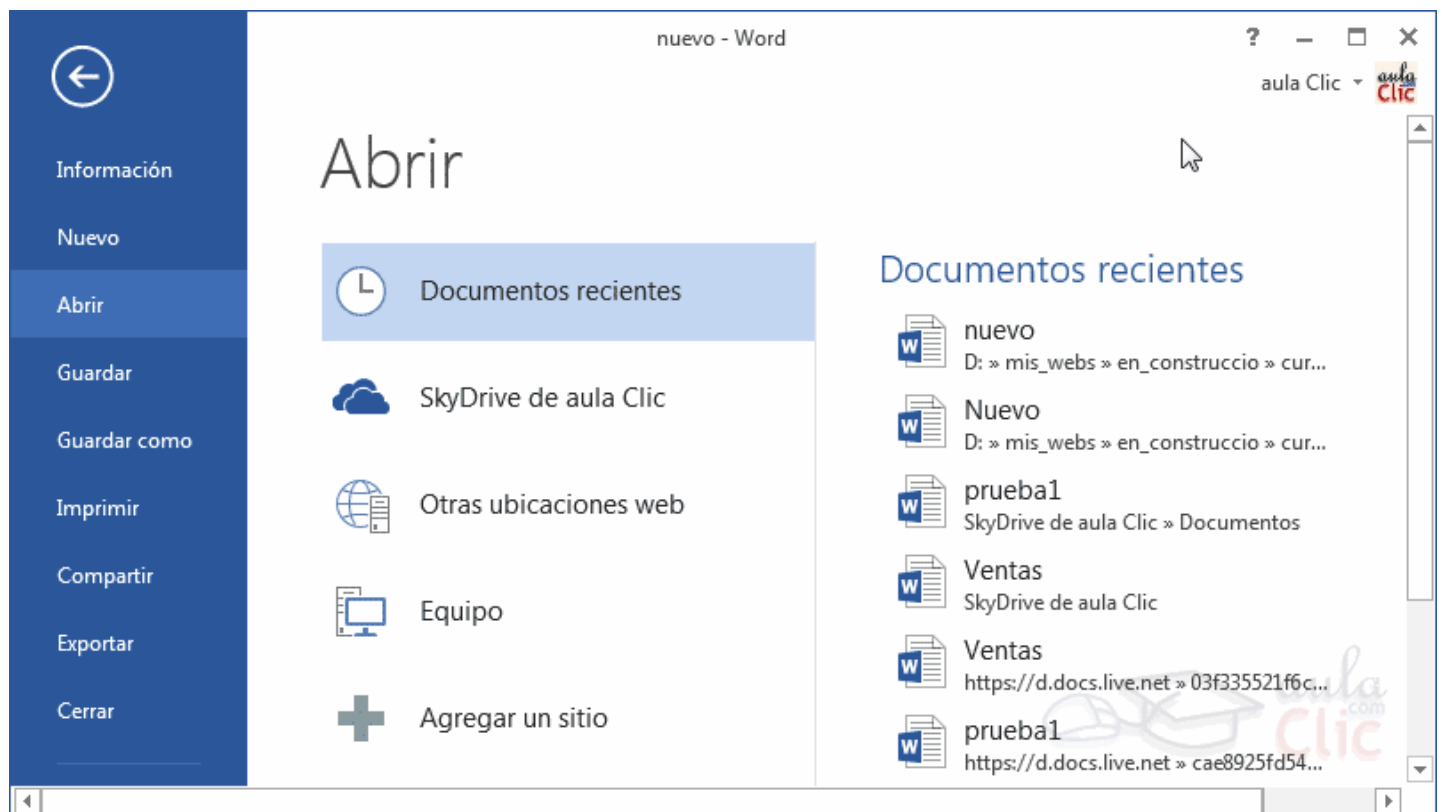 nuevo - Word
?
aula Clic
aula
Clic
Información
Nuevo
Abrir
Guardar
Guardar como
Imprimir
Compartir
Exportar
Cerrar
Abrir
Documentos recientes
SkyDrive de aula Clic
Otras ubicaciones web
Equipo
Agregar un sitio
Documentos recientes
nuevo
D: » mis_webs » en_construccio » cur...
Nuevo
D: » mis_webs » en_construccio » cur...
prueba1
SkyDrive de aula Clic » Documentos
Ventas
SkyDrive de aula Clic
Ventas
https://d.docs.live.net » 03f335521f6c...
prueba1
https://d.docs.live.net » cae8925fd54...
aula
.com
Clic